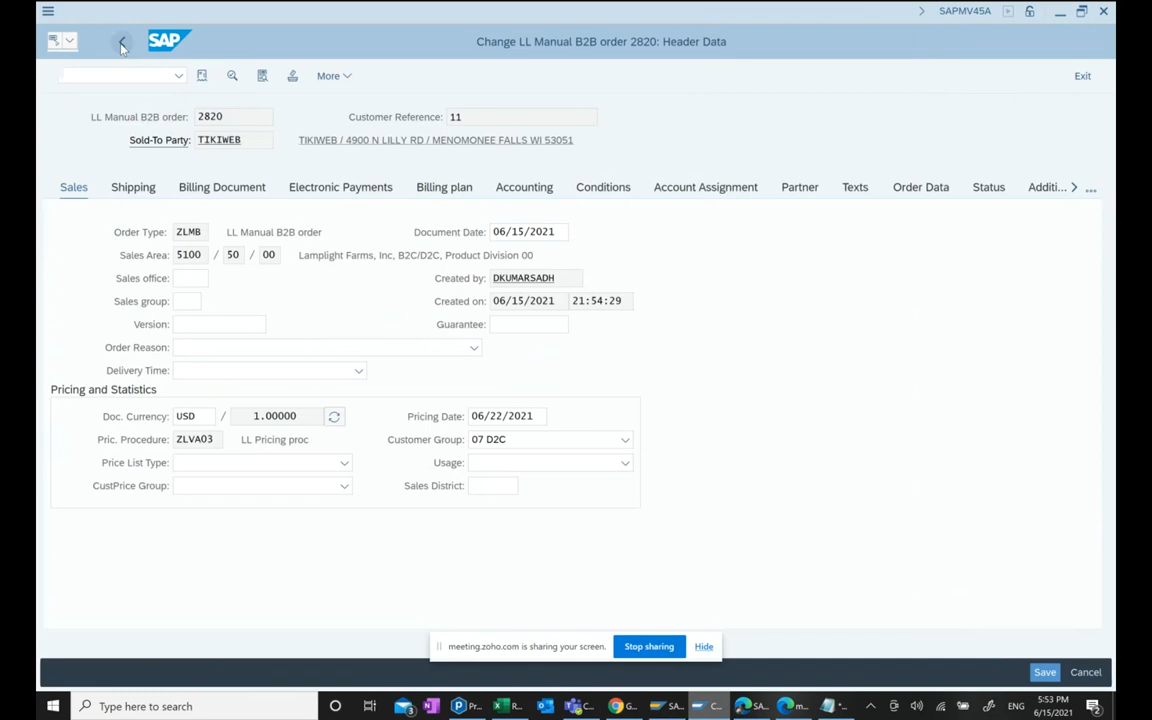 SAPMV45A
SAP Change LL Manual B2B order 2820: Header Data
More Exit
LL Manual B2B order: 2820 Customer Reference: 11
Sold-To Party: TIKIWEB TIKIWEB / 4900 N LILLY RD / MENOMONEE FALLS WI 53051
Sales Shipping Billing Document Electronic Payments Billing plan Accounting Conditions Account Assignment Partner Texts Order Data Status Additi... ...
Order Type: ZLMB LL Manual B2B order Document Date: 06/15/2021
Sales Area: 5100 / 50 / 00 Lamplight Farms, Inc, B2C/D2C, Product Division 00
Sales office: Created by: DKUMARSADH
Sales group: Created on: 06/15/2021 21:54:29
Version: Guarantee:
Order Reason:
Delivery Time:
Pricing and Statistics
Doc. Currency: USD / 1.00000 Pricing Date: 06/22/2021
Pric. Procedure: ZLVA03 LL Pricing proc Customer Group: 07 D2C
Price List Type: Usage:
CustPrice Group: Sales District:
meeting.zoho.com is sharing your screen. Stop sharing Hide
Save Cancel
Type here to search 3 Pr... R... C... G... SA... C... SA... m... *... ENG 5:53 PM 2
6/15/2021